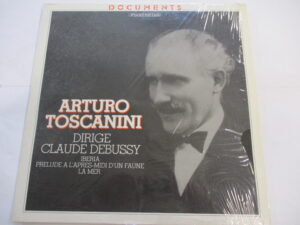 DOCUMENTS
ARTURO
TOSCANINI
DIRIGE
CLAUDE DEBUSSY
IBERIA
PRELUDE A L'APRES-MIDI D'UN FAUNE
LA MER